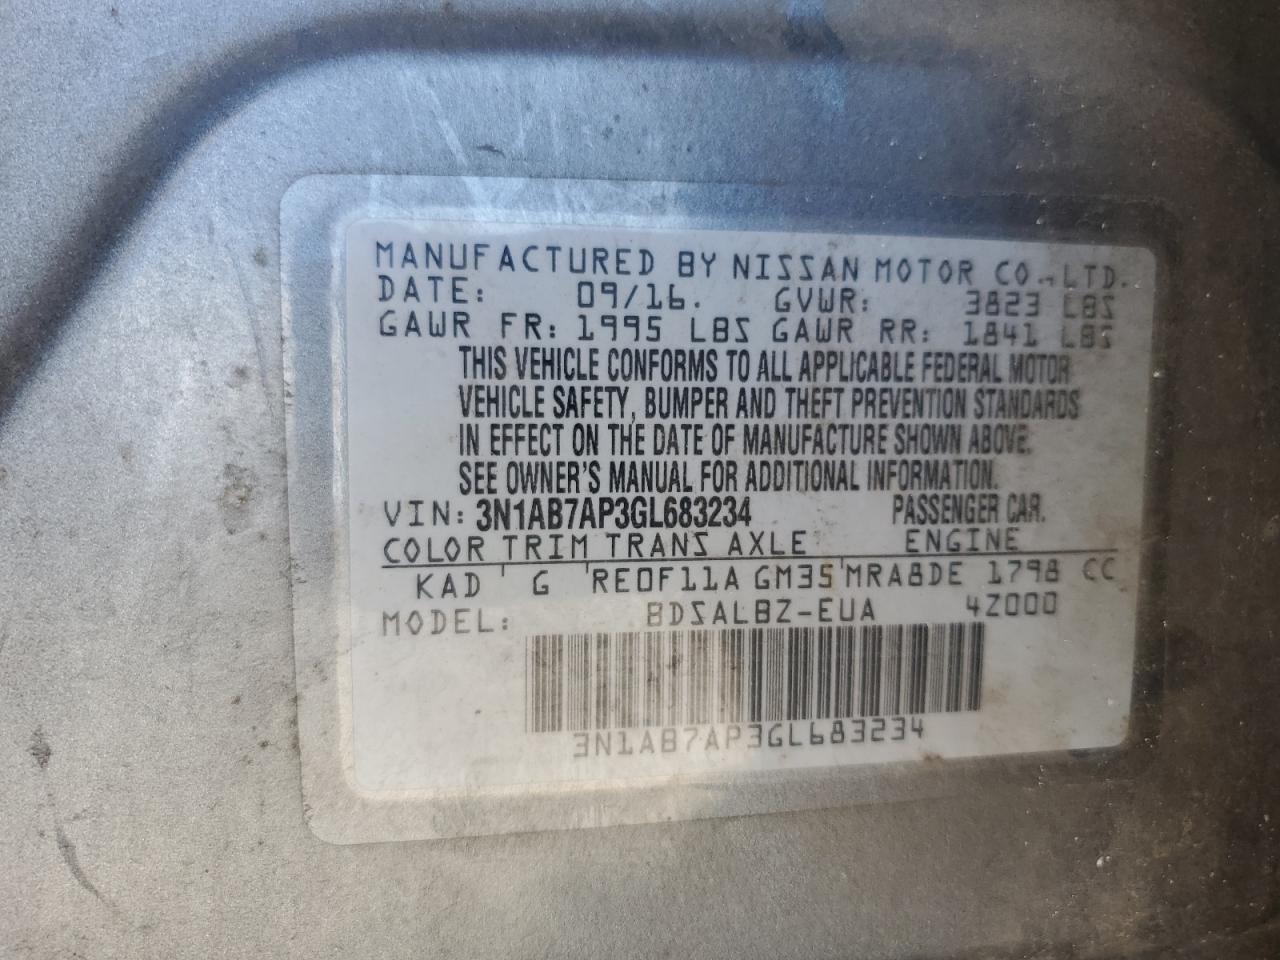 MANUFACTURED BY NISSAN MOTOR CO.,LTD.
DATE: 09/16. GVWR: 3823 LBS
GAWR FR: 1995 LBS GAWR RR: 1841 LBS
THIS VEHICLE CONFORMS TO ALL APPLICABLE FEDERAL MOTOR
VEHICLE SAFETY, BUMPER AND THEFT PREVENTION STANDARDS
IN EFFECT ON THE DATE OF MANUFACTURE SHOWN ABOVE.
SEE OWNER'S MANUAL FOR ADDITIONAL INFORMATION.
VIN: 3N1AB7AP3GL683234 PASSENGER CAR.
COLOR TRIM TRANS AXLE ENGINE
KAD G RE0F11A GM35 MRA8DE 1798 CC
MODEL: BDSALBZ-EUA 4Z000
3N1AB7AP3GL683234